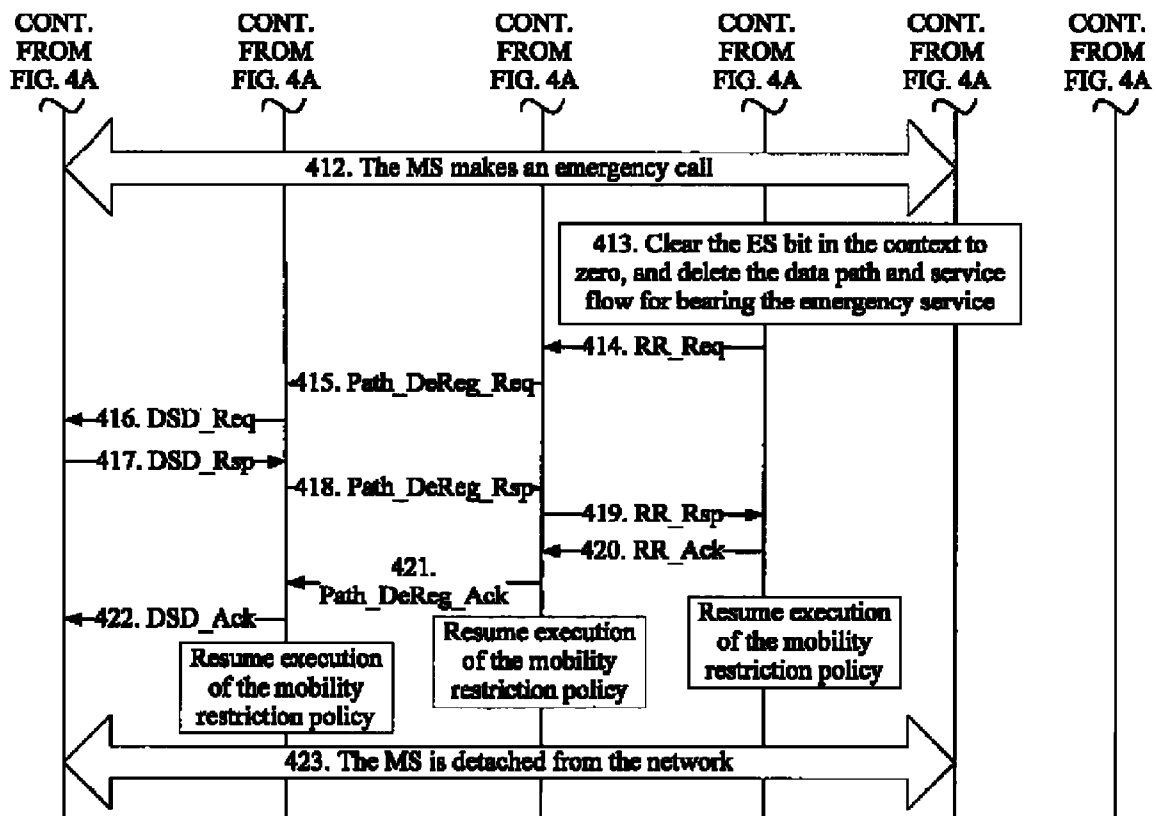 CONT.
FROM
FIG. 4A
CONT.
FROM
FIG. 4A
CONT.
FROM
FIG. 4A
CONT.
FROM
FIG. 4A
CONT.
FROM
FIG. 4A
CONT.
FROM
FIG. 4A
412. The MS makes an emergency call
413. Clear the ES bit in the context to
zero, and delete the data path and service
flow for bearing the emergency service
414. RR_Req
415. Path_DeReg_Req
416. DSD_Req
417. DSD_Rsp
418. Path_DeReg_Rsp
419. RR_Rsp
420. RR_Ack
421.
Path_DeReg_Ack
422. DSD_Ack
Resume execution
of the mobility
restriction policy
Resume execution
of the mobility
restriction policy
Resume execution
of the mobility
restriction policy
423. The MS is detached from the network